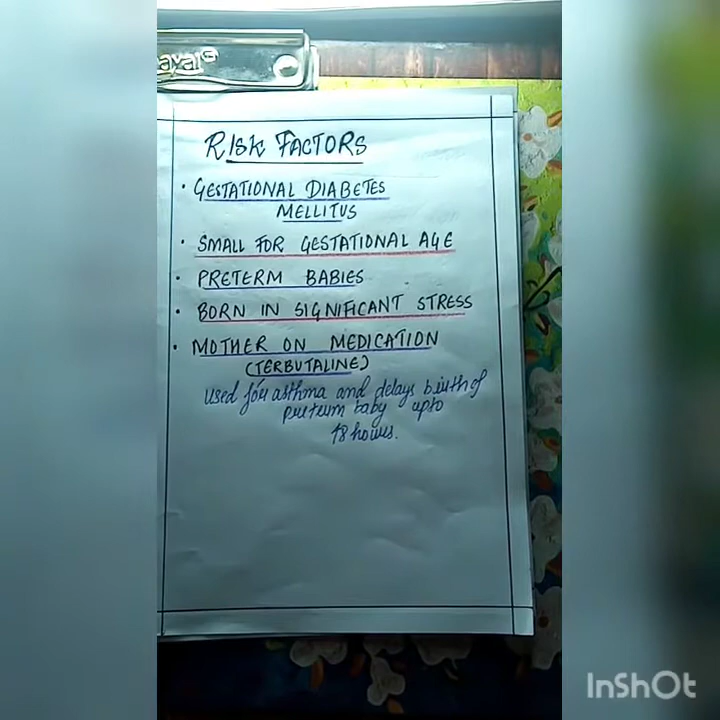 RISK FACTORS
• GESTATIONAL DIABETES
MELLITUS
• SMALL FOR GESTATIONAL AGE
• PRETERM BABIES
• BORN IN SIGNIFICANT STRESS
• MOTHER ON MEDICATION
(TERBUTALINE)
Used for asthma and delays birth of
preterm baby upto
48 hours.
InShOt